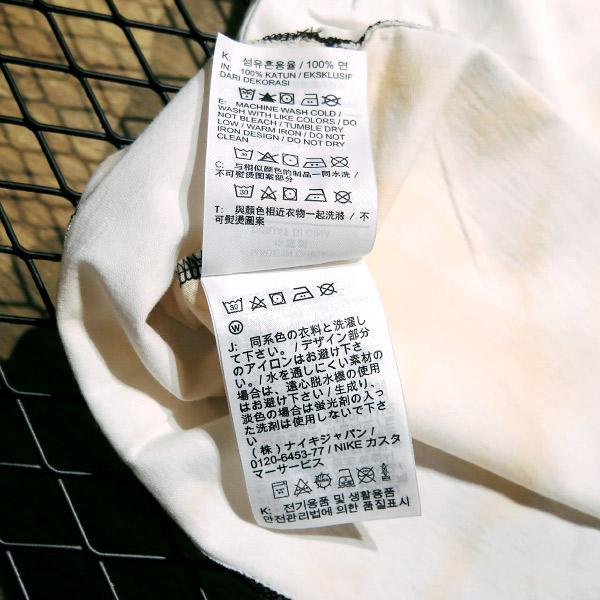 K: 섬유혼용율 / 100% 면
IN: 100% KATUN / EKSKLUSIF
DARI DEKORASI
E: MACHINE WASH COLD /
WASH WITH LIKE COLORS / DO
NOT BLEACH / TUMBLE DRY
LOW / WARM IRON / DO NOT
IRON DESIGN / DO NOT DRY
CLEAN
30
C: 与相似颜色的制品一同水洗 /
不可熨烫图案部分
30
T: 與顏色相近衣物一起洗滌 / 不
可熨燙圖案
30
W
J: 同系色の衣料と洗濯し
て下さい。/ デザイン部分
のアイロンはお避け下さ
い。/ 水を通しにくい素材の
場合は、遠心脱水機の使用
はお避け下さい / 生成り、
淡色の場合は蛍光剤の入っ
た洗剤は使用しないで下さ
い
(株) ナイキジャパン /
0120-6453-77 / NIKE カスタ
マーサービス
K: 전기용품 및 생활용품
안전관리법에 의한 품질표시